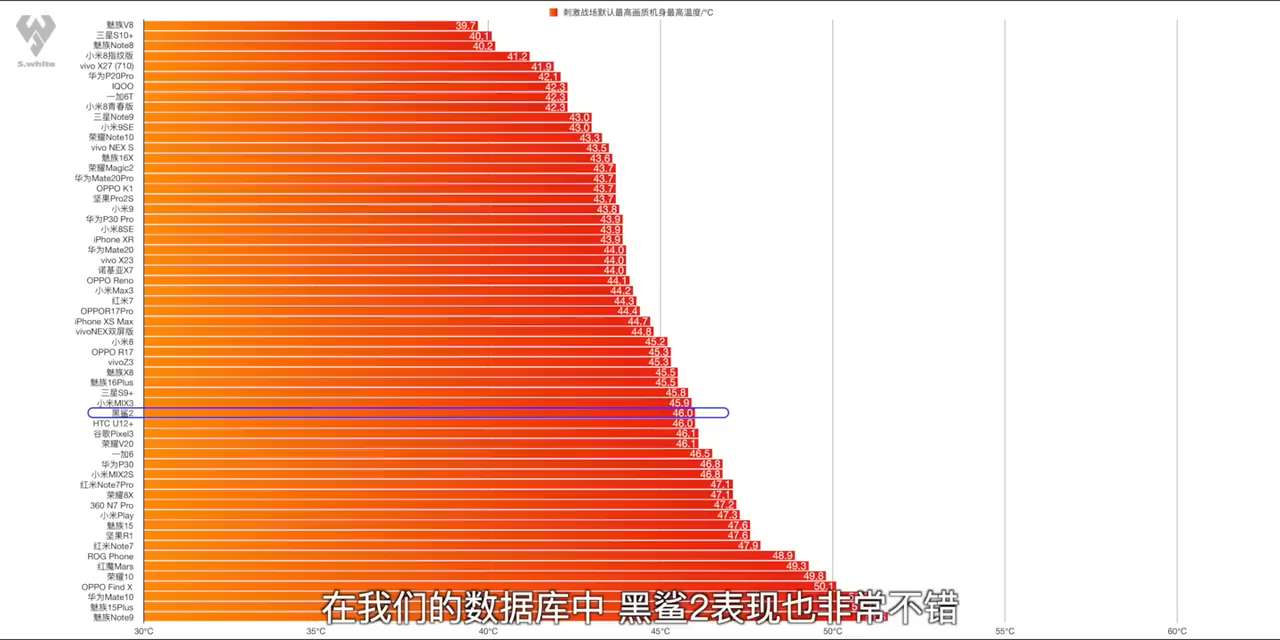 刺激战场默认最高画质机身最高温度/°C
S.white
魅族V8 39.7
三星S10+ 40.1
魅族Note8 40.2
小米8指纹版 41.2
vivo X27 (710) 41.9
华为P20Pro 42.1
IQOO 42.3
一加6T 42.3
小米8青春版 42.3
三星Note9 43.0
小米9SE 43.0
荣耀Note10 43.3
vivo NEX S 43.5
魅族16X 43.6
荣耀Magic2 43.7
华为Mate20Pro 43.7
OPPO K1 43.7
坚果Pro2S 43.7
小米9 43.8
华为P30 Pro 43.9
小米8SE 43.9
iPhone XR 43.9
华为Mate20 44.0
vivo X23 44.0
诺基亚X7 44.0
OPPO Reno 44.1
小米Max3 44.2
红米7 44.3
OPPOR17Pro 44.4
iPhone XS Max 44.7
vivoNEX双屏版 44.8
小米8 45.2
OPPO R17 45.3
vivoZ3 45.3
魅族X8 45.5
魅族16Plus 45.5
三星S9+ 45.8
小米MIX3 45.9
黑鲨2 46.0
HTC U12+ 46.0
谷歌Pixel3 46.1
荣耀V20 46.1
一加6 46.5
华为P30 46.8
小米MIX2S 46.8
红米Note7Pro 47.1
荣耀8X 47.1
360 N7 Pro 47.2
小米Play 47.3
魅族15 47.6
坚果R1 47.6
红米Note7 47.9
ROG Phone 48.9
红魔Mars 49.3
荣耀10 49.8
OPPO Find X 50.1
华为Mate10
魅族15Plus
魅族Note9
在我们的数据库中 黑鲨2表现也非常不错
30°C 35°C 40°C 45°C 50°C 55°C 60°C